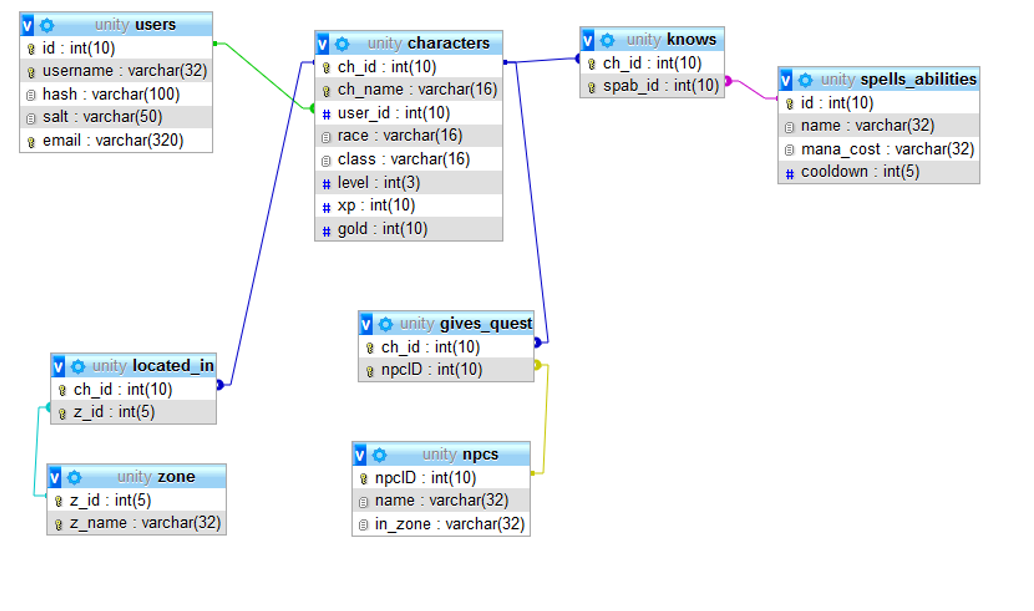 v unity users
id : int(10)
username : varchar(32)
hash : varchar(100)
salt : varchar(50)
email : varchar(320)
v unity characters
ch_id : int(10)
ch_name : varchar(16)
# user_id : int(10)
race : varchar(16)
class : varchar(16)
# level : int(3)
# xp : int(10)
# gold : int(10)
v unity knows
ch_id : int(10)
spab_id : int(10)
v unity spells_abilities
id : int(10)
name : varchar(32)
mana_cost : varchar(32)
# cooldown : int(5)
v unity located_in
ch_id : int(10)
z_id : int(5)
v unity zone
z_id : int(5)
z_name : varchar(32)
v unity gives_quest
ch_id : int(10)
npcID : int(10)
v unity npcs
npcID : int(10)
name : varchar(32)
in_zone : varchar(32)